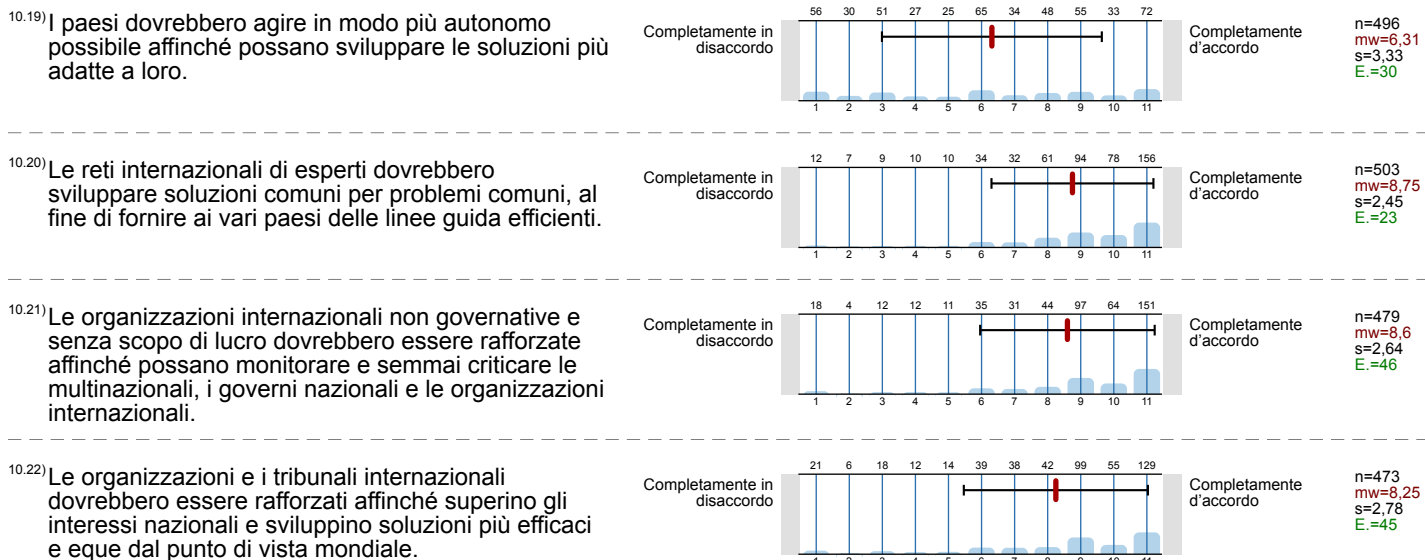 10.19) I paesi dovrebbero agire in modo più autonomo
possibile affinché possano sviluppare le soluzioni più
adatte a loro.
Completamente in
disaccordo
56 30 51 27 25 65 34 48 55 33 72
1 2 3 4 5 6 7 8 9 10 11
Completamente
d'accordo
n=496
mw=6,31
s=3,33
E.=30
10.20) Le reti internazionali di esperti dovrebbero
sviluppare soluzioni comuni per problemi comuni, al
fine di fornire ai vari paesi delle linee guida efficienti.
Completamente in
disaccordo
12 7 9 10 10 34 32 61 94 78 156
1 2 3 4 5 6 7 8 9 10 11
Completamente
d'accordo
n=503
mw=8,75
s=2,45
E.=23
10.21) Le organizzazioni internazionali non governative e
senza scopo di lucro dovrebbero essere rafforzate
affinché possano monitorare e semmai criticare le
multinazionali, i governi nazionali e le organizzazioni
internazionali.
Completamente in
disaccordo
18 4 12 12 11 35 31 44 97 64 151
1 2 3 4 5 6 7 8 9 10 11
Completamente
d'accordo
n=479
mw=8,6
s=2,64
E.=46
10.22) Le organizzazioni e i tribunali internazionali
dovrebbero essere rafforzati affinché superino gli
interessi nazionali e sviluppino soluzioni più efficaci
e eque dal punto di vista mondiale.
Completamente in
disaccordo
21 6 18 12 14 39 38 42 99 55 129
Completamente
d'accordo
n=473
mw=8,25
s=2,78
E.=45